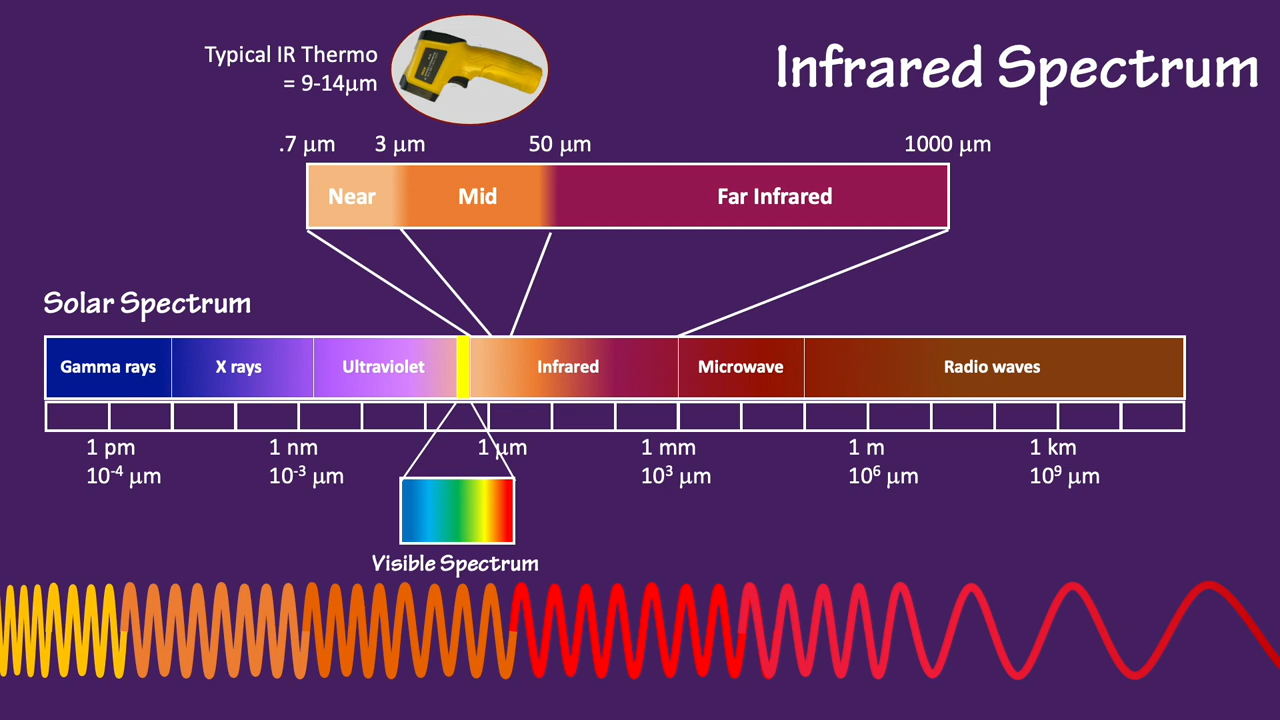 Typical IR Thermo
= 9-14μm
Infrared Spectrum
.7 μm
3 μm
50 μm
1000 μm
Near
Mid
Far Infrared
Solar Spectrum
Gamma rays
X rays
Ultraviolet
Infrared
Microwave
Radio waves
1 pm
1 nm
1 μm
1 mm
1 m
1 km
10⁻⁴ μm
10⁻³ μm
10³ μm
10⁶ μm
10⁹ μm
Visible Spectrum